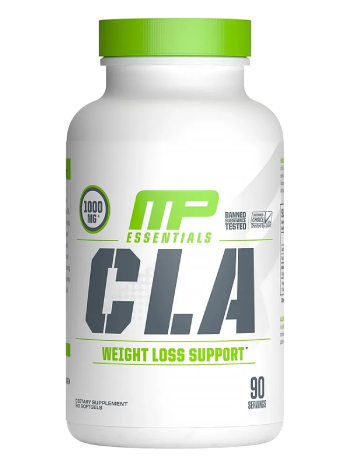 1000
MG*
MP
ESSENTIALS
BANNED
SUBSTANCE
TESTED
CLA
WEIGHT LOSS SUPPORT*
DIETARY SUPPLEMENT
90 SOFTGELS
90
SERVINGS